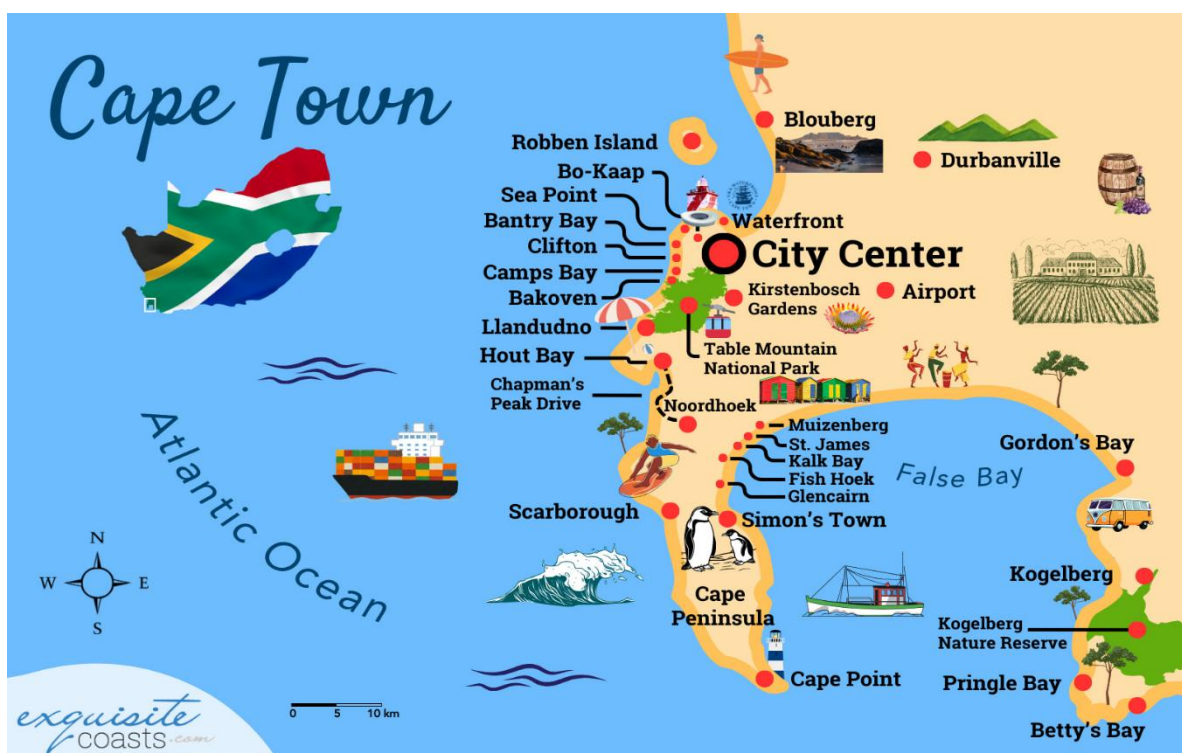 Cape Town
Blouberg
Robben Island
Durbanville
Bo-Kaap
Sea Point
Waterfront
Bantry Bay
Clifton
City Center
Camps Bay
Bakoven
Kirstenbosch
Gardens
Airport
Llandudno
Hout Bay
Table Mountain
National Park
Chapman's
Peak Drive
Noordhoek
Muizenberg
St. James
Kalk Bay
Fish Hoek
Glencairn
Gordon's Bay
False Bay
Atlantic Ocean
Scarborough
Simon's Town
N
W
E
S
Cape
Peninsula
Kogelberg
Kogelberg
Nature Reserve
Cape Point
Pringle Bay
Betty's Bay
0 5 10 km
exquisite
coasts.com